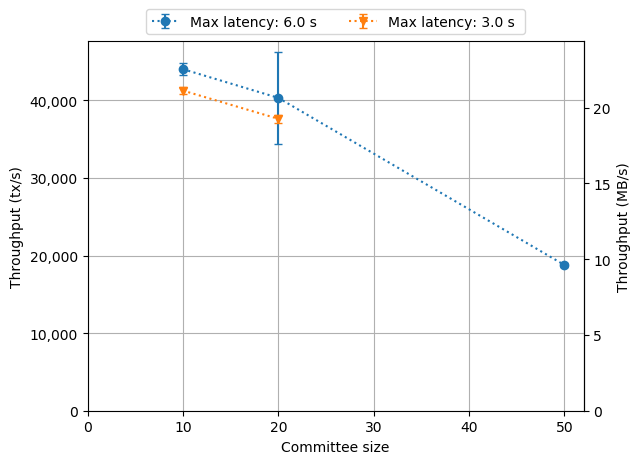 Max latency: 6.0 s
Max latency: 3.0 s
Throughput (tx/s)
40,000
30,000
20,000
10,000
0
Throughput (MB/s)
20
15
10
5
0
0 10 20 30 40 50
Committee size